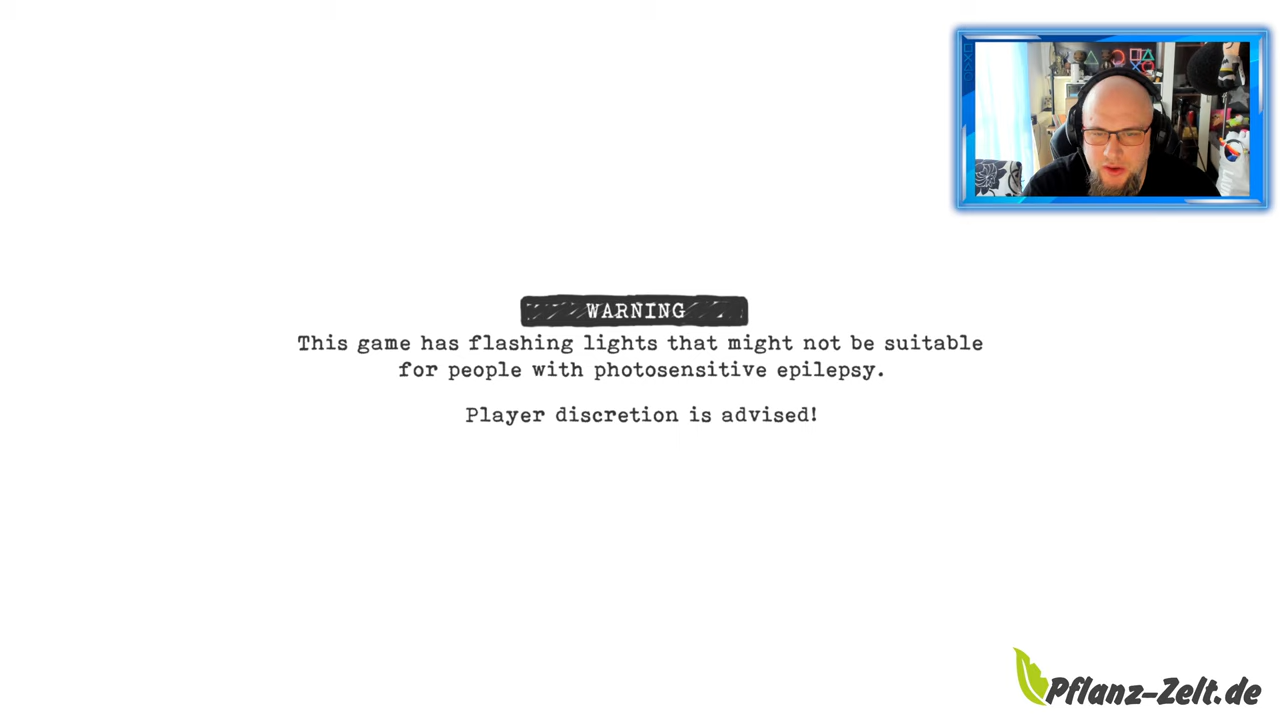 WARNING
This game has flashing lights that might not be suitable
for people with photosensitive epilepsy.
Player discretion is advised!
Pflanz-Zelt.de